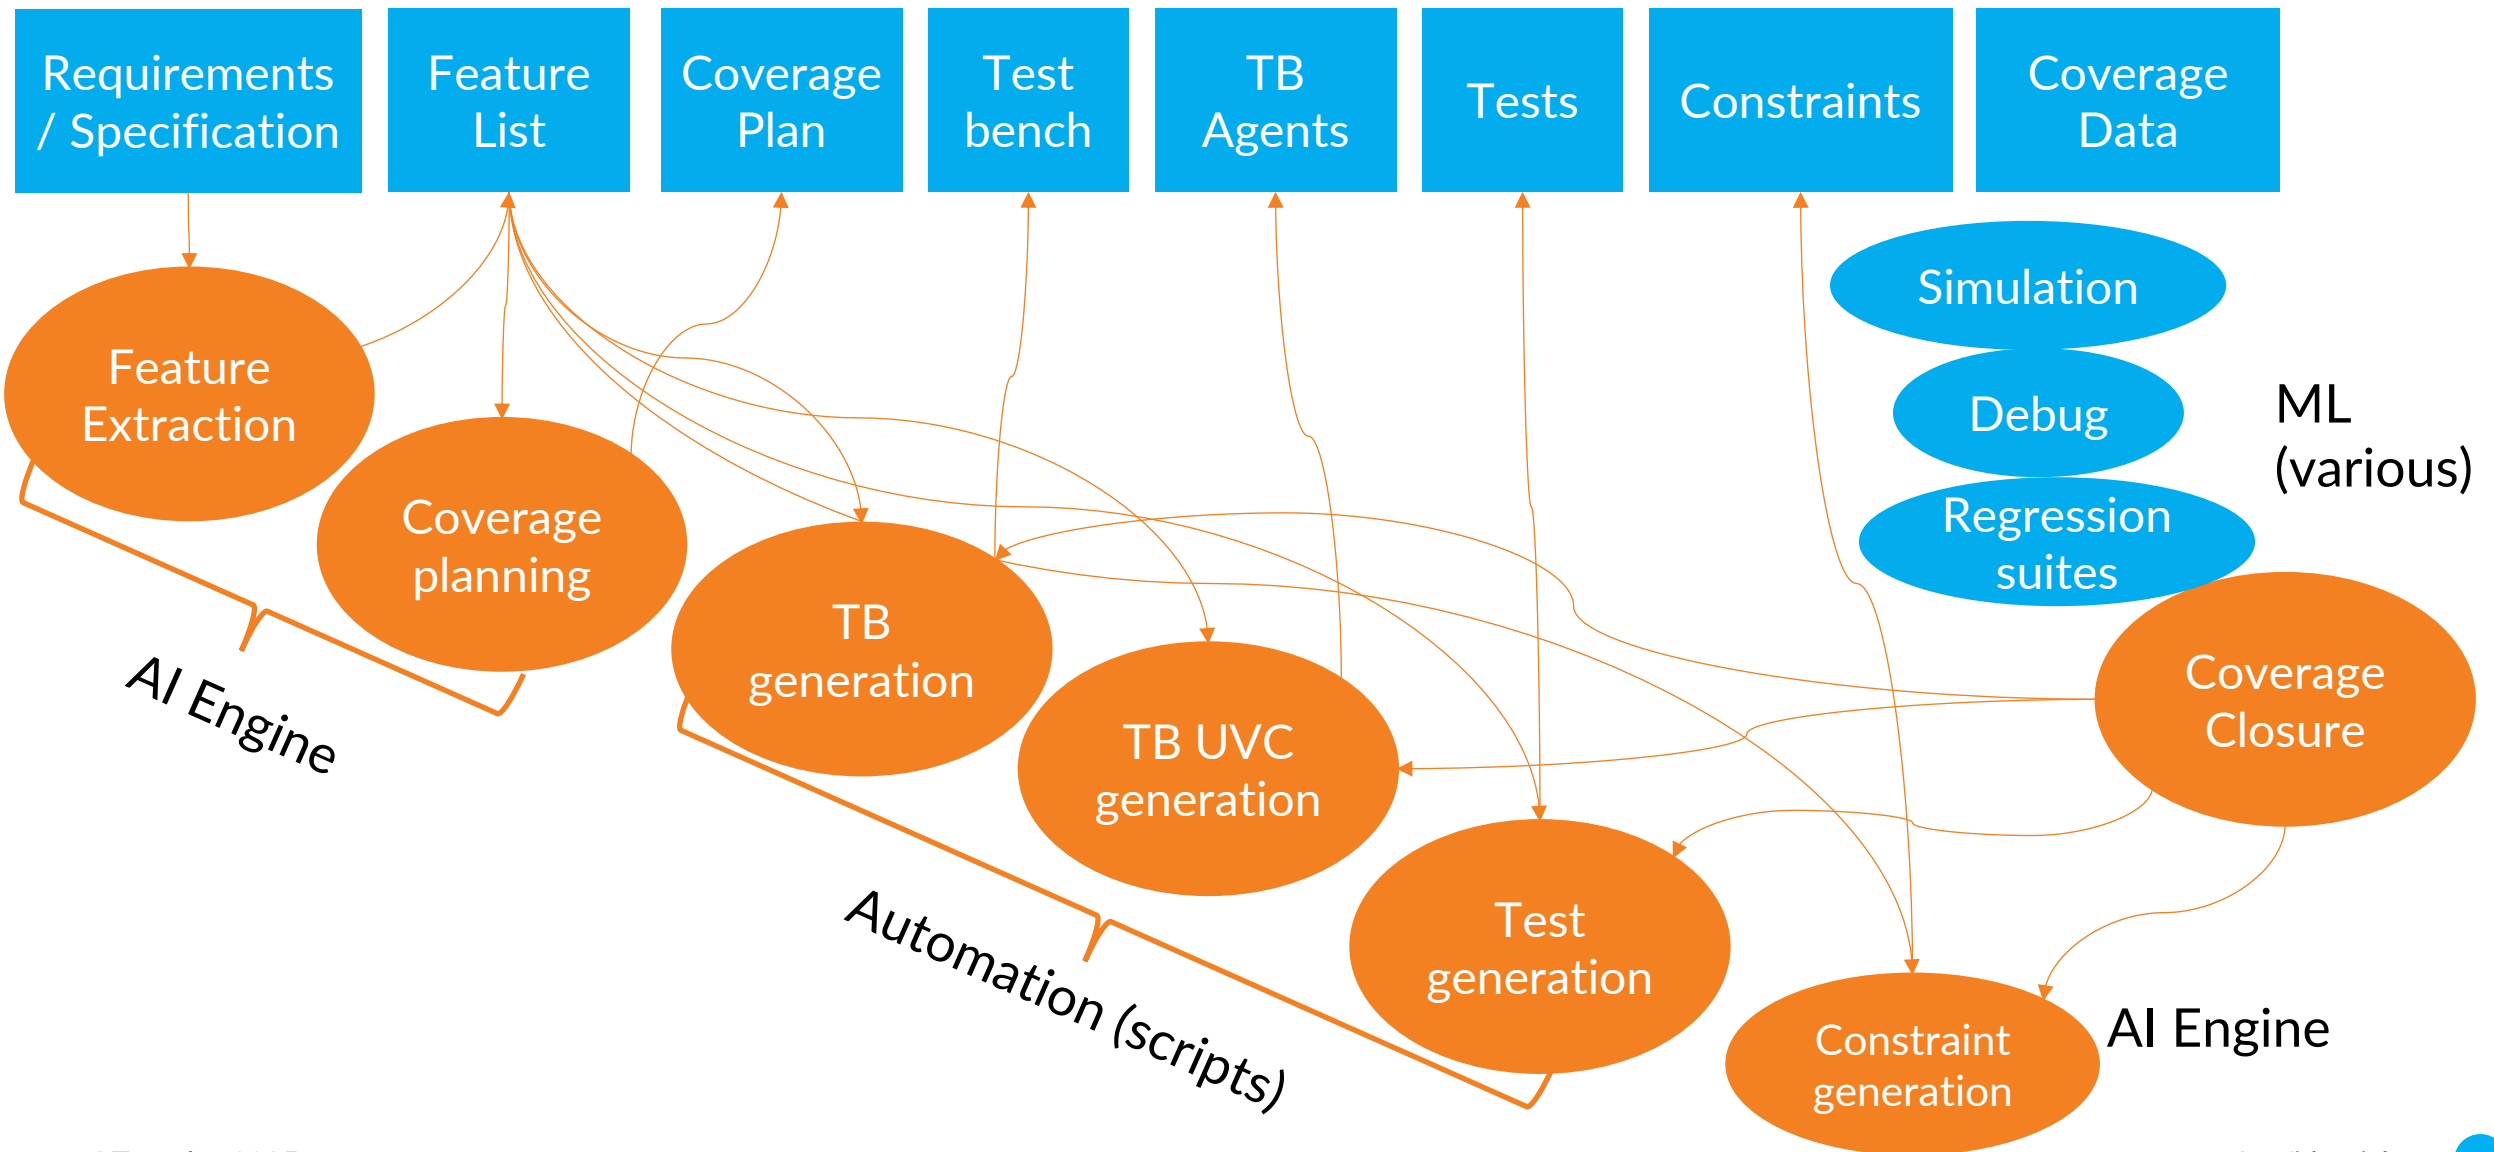 Requirements
/ Specification
Feature
List
Coverage
Plan
Test
bench
TB
Agents
Tests
Constraints
Coverage
Data
Simulation
Debug
Regression
suites
ML
(various)
Feature
Extraction
Coverage
planning
TB
generation
TB UVC
generation
Test
generation
Constraint
generation
Coverage
Closure
AI Engine
Automation (scripts)
AI Engine